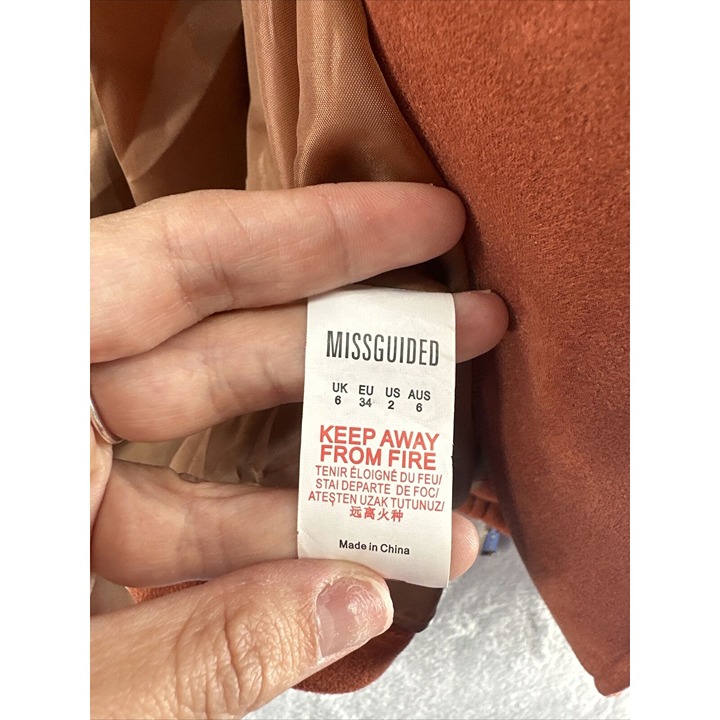 MISSGUIDED
UK EU US AUS
6 34 2 6
KEEP AWAY
FROM FIRE
TENIR ÉLOIGNÉ DU FEU/
STAI DEPARTE DE FOC/
ATEŞTEN UZAK TUTUNUZ/
远高火种
Made in China